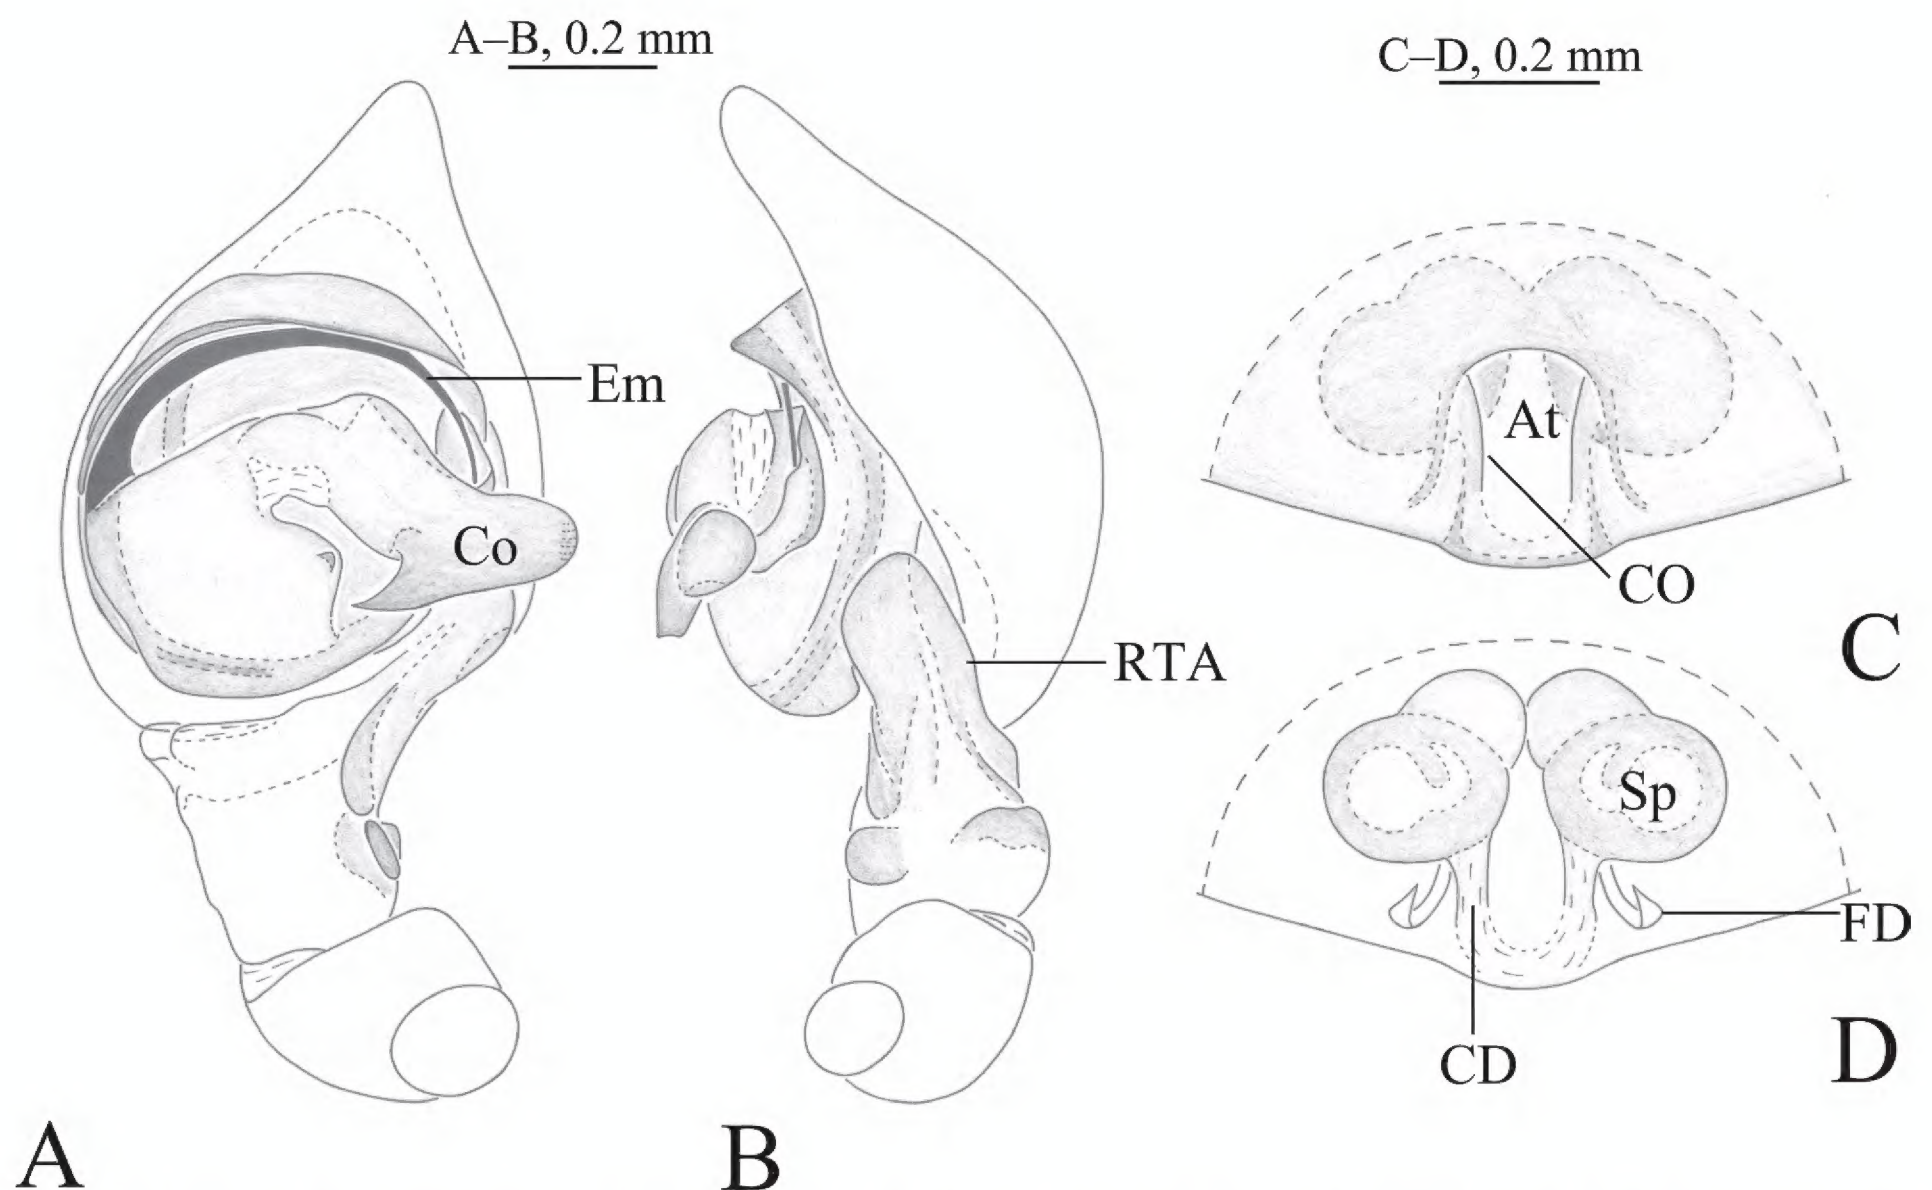 A–B, 0.2 mm
C–D, 0.2 mm
Em
Co
RTA
At
CO
C
Sp
FD
CD
D
A
B